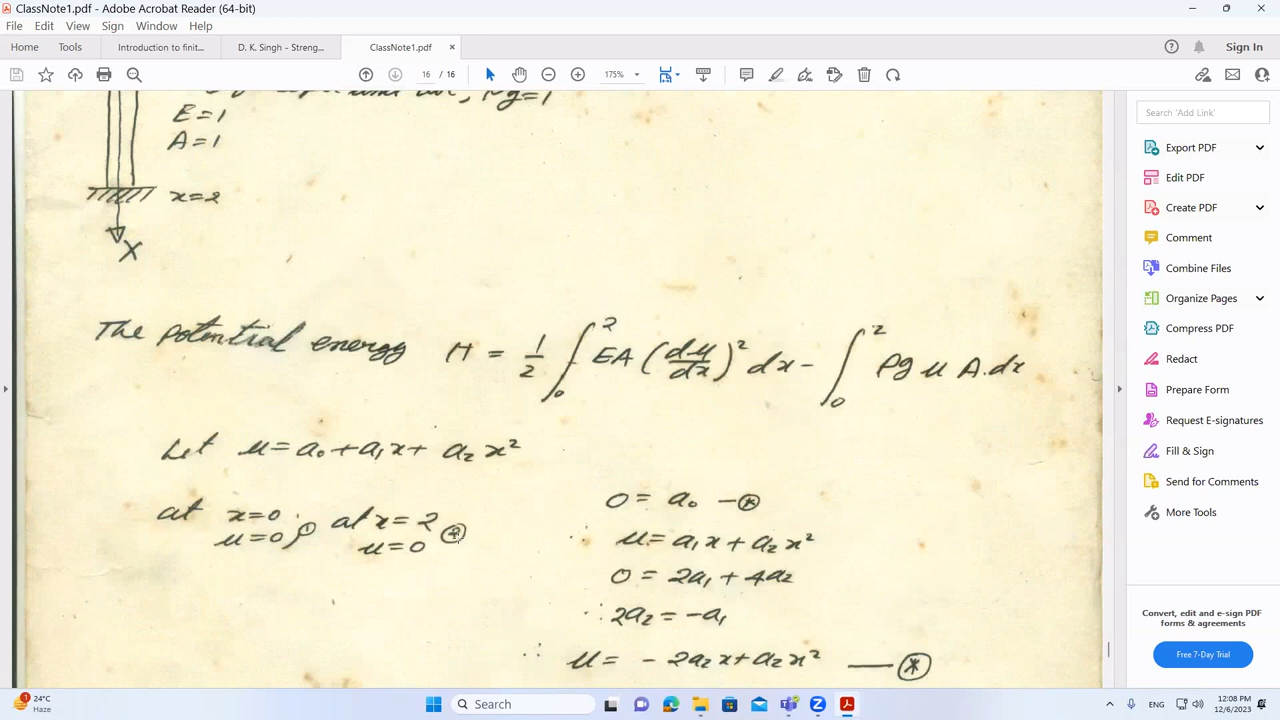 ClassNote1.pdf - Adobe Acrobat Reader (64-bit)
File Edit View Sign Window Help
Home Tools Introduction to finit... D. K. Singh - Streng... ClassNote1.pdf × Sign In
16 / 16 175%
ρg=1
E=1
A=1
x=2
X
The potential energy Π = 1/2 ∫₀² EA (du/dx)² dx - ∫₀² ρg u A.dx
Let u = a₀+a₁x+ a₂x²
at x=0, u=0 ① at x=2 u=0 ②
0 = a₀ —⊛
∴ u = a₁x + a₂x²
0 = 2a₁ + 4a₂
∴ 2a₂ = -a₁
∴ u = - 2a₂x + a₂x² —⊛
Search 'Add Link'
Export PDF
Edit PDF
Create PDF
Comment
Combine Files
Organize Pages
Compress PDF
Redact
Prepare Form
Request E-signatures
Fill & Sign
Send for Comments
More Tools
Convert, edit and e-sign PDF
forms & agreements
Free 7-Day Trial
1
24°C
Haze
Search
ENG
12:08 PM
12/6/2023